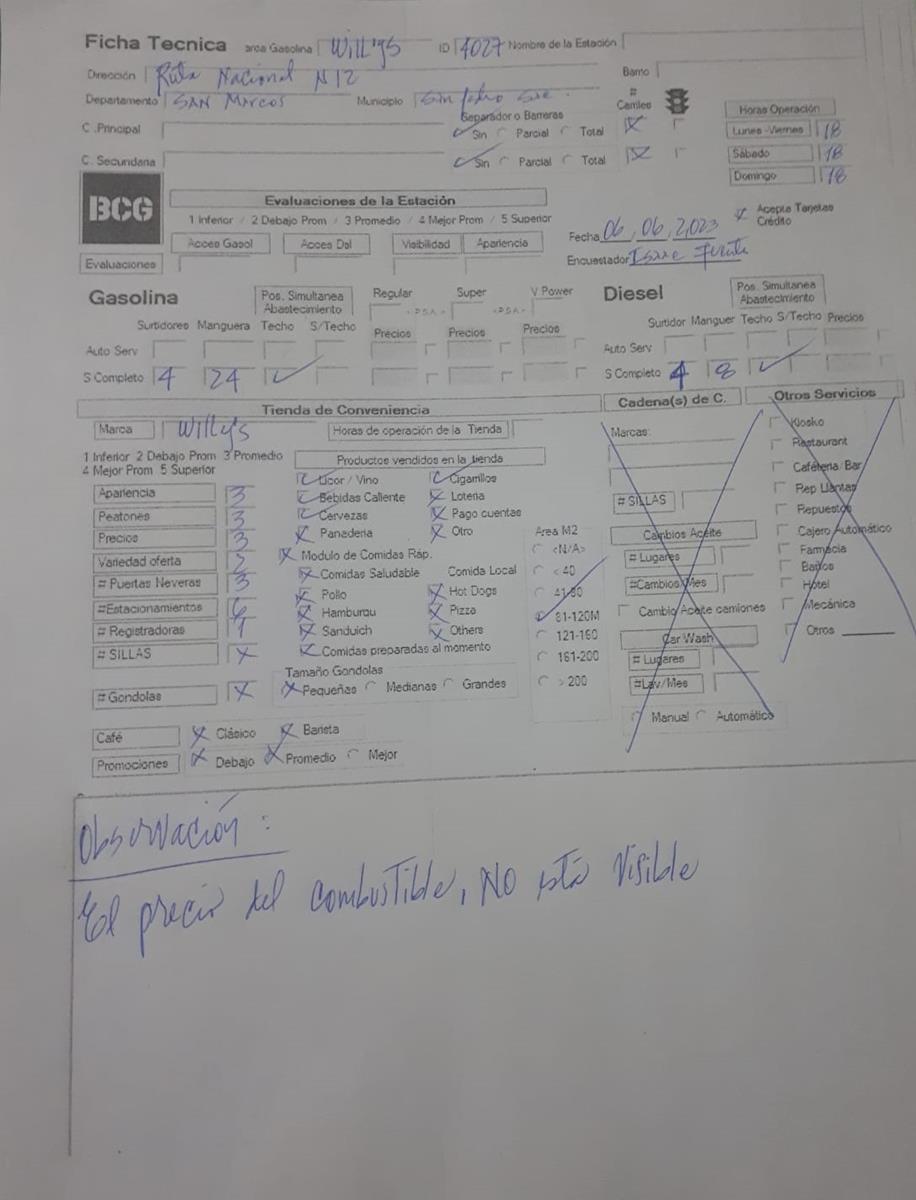 Ficha Tecnica arca Gasolina Willys ID 4027 Nombre de la Estación
Dirección Ruta Nacional N12 Barrio
Departamento SAN Marcos Municipio # Carriles
Separador o Barreras Horas Operación
C .Principal Sin Parcial Total X Lunes -Viernes 18
C. Secundaria Sin Parcial Total X Sábado 18
Domingo 18
BCG
Evaluaciones de la Estación
1 Inferior / 2 Debajo Prom / 3 Promedio / 4 Mejor Prom / 5 Superior
X Acepta Tarjetas Crédito
Acces Gasol Acces Dsl Visibilidad Apariencia Fecha 06, 06, 2,023
Evaluaciones Encuestador
Gasolina Pos. Simultanea Abastecimiento Regular Super V Power Diesel Pos. Simultanea Abastecimiento
Surtidores Manguera Techo S/Techo Precios Precios Precios Surtidor Manguer Techo S/Techo Precios
Auto Serv Auto Serv
S Completo 4 24 ✓ S Completo 4 8 ✓
Tienda de Conveniencia Cadena(s) de C. Otros Servicios
Marca Willy's Horas de operación de la Tienda Marcas: Kiosko
1 Inferior 2 Debajo Prom 3 Promedio Restaurant
4 Mejor Prom 5 Superior Productos vendidos en la tienda
Apariencia 3 Licor / Vino Cigarrillos Caféteria/ Bar
Peatones 3 Bebidas Caliente X Loteria # SILLAS Rep Llantas
Precios 3 Cervezas X Pago cuentas Repuestos
X Panaderia X Otro Area M2 Cambios Aceite Cajero Automático
Variedad oferta X Modulo de Comidas Ráp. <N/A> # Lugares Farmacia
# Puertas Neveras 3 X Comidas Saludable Comida Local < 40 #Cambios/Mes Baños
#Estacionamientos 6 X Pollo X Hot Dogs 41-80 Hotel
# Registradoras 1 X Hamburgu X Pizza ✓ 81-120M Cambio Aceite camiones Mecánica
# SILLAS X X Sanduich X Others 121-160 Car Wash Otros
X Comidas preparadas al momento 161-200 # Lugares
Tamaño Gondolas
# Gondolas X X Pequeñas Medianas Grandes > 200 #Lav/Mes
Manual Automático
Café X Clásico X Barista
Promociones X Debajo X Promedio Mejor
Observación :
El precio del combustible, NO está Visible